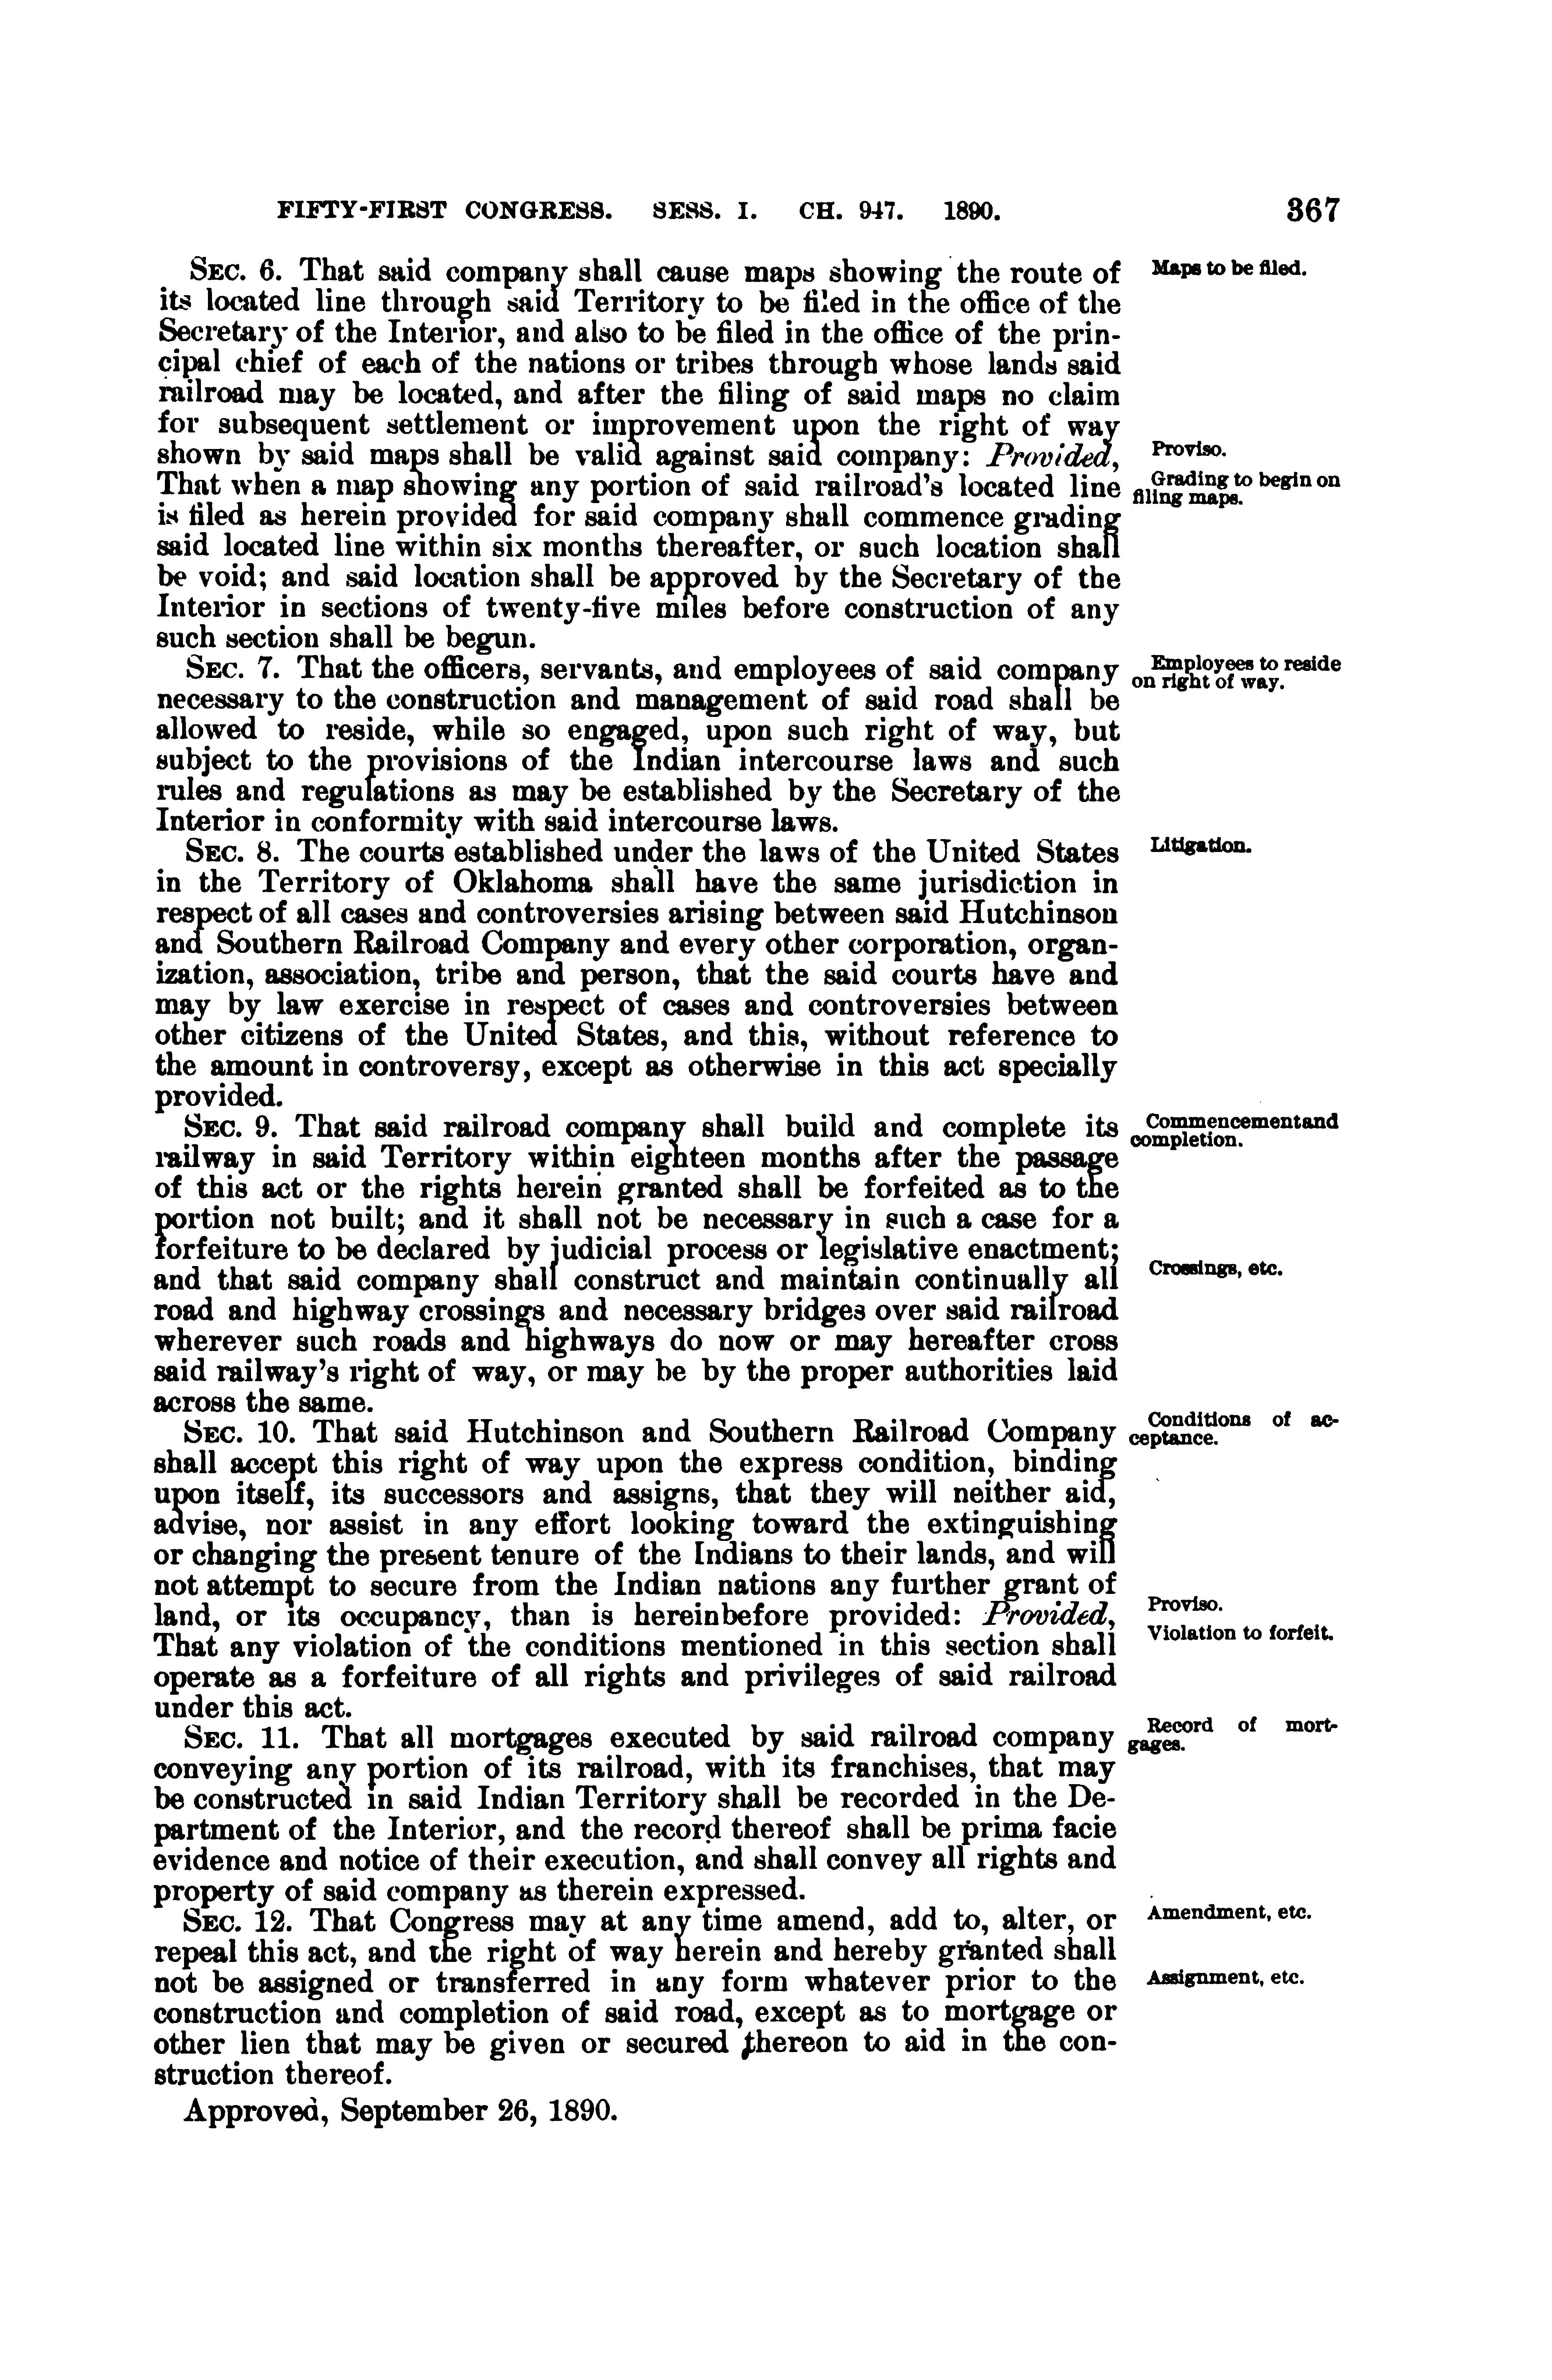 FIFTY-FIRST CONGRESS. SESS. I. CH. 947. 1890. 367
SEC. 6. That said company shall cause maps showing the route of
its located line through said Territory to be filed in the office of the
Secretary of the Interior, and also to be filed in the office of the prin-
cipal chief of each of the nations or tribes through whose lands said
railroad may be located, and after the filing of said maps no claim
for subsequent settlement or improvement upon the right of way
shown by said maps shall be valid against said company: Provided,
That when a map showing any portion of said railroad's located line
is filed as herein provided for said company shall commence grading
said located line within six months thereafter, or such location shall
be void; and said location shall be approved by the Secretary of the
Interior in sections of twenty-five miles before construction of any
such section shall be begun.
SEC. 7. That the officers, servants, and employees of said company
necessary to the construction and management of said road shall be
allowed to reside, while so engaged, upon such right of way, but
subject to the provisions of the Indian intercourse laws and such
rules and regulations as may be established by the Secretary of the
Interior in conformity with said intercourse laws.
SEC. 8. The courts established under the laws of the United States
in the Territory of Oklahoma shall have the same jurisdiction in
respect of all cases and controversies arising between said Hutchinson
and Southern Railroad Company and every other corporation, organ-
ization, association, tribe and person, that the said courts have and
may by law exercise in respect of cases and controversies between
other citizens of the United States, and this, without reference to
the amount in controversy, except as otherwise in this act specially
provided.
SEC. 9. That said railroad company shall build and complete its
railway in said Territory within eighteen months after the passage
of this act or the rights herein granted shall be forfeited as to the
portion not built; and it shall not be necessary in such a case for a
forfeiture to be declared by judicial process or legislative enactment;
and that said company shall construct and maintain continually all
road and highway crossings and necessary bridges over said railroad
wherever such roads and highways do now or may hereafter cross
said railway's right of way, or may be by the proper authorities laid
across the same.
SEC. 10. That said Hutchinson and Southern Railroad Company
shall accept this right of way upon the express condition, binding
upon itself, its successors and assigns, that they will neither aid,
advise, nor assist in any effort looking toward the extinguishing
or changing the present tenure of the Indians to their lands, and will
not attempt to secure from the Indian nations any further grant of
land, or its occupancy, than is hereinbefore provided: Provided,
That any violation of the conditions mentioned in this section shall
operate as a forfeiture of all rights and privileges of said railroad
under this act.
SEC. 11. That all mortgages executed by said railroad company
conveying any portion of its railroad, with its franchises, that may
be constructed in said Indian Territory shall be recorded in the De-
partment of the Interior, and the record thereof shall be prima facie
evidence and notice of their execution, and shall convey all rights and
property of said company as therein expressed.
SEC. 12. That Congress may at any time amend, add to, alter, or
repeal this act, and the right of way herein and hereby granted shall
not be assigned or transferred in any form whatever prior to the
construction and completion of said road, except as to mortgage or
other lien that may be given or secured thereon to aid in the con-
struction thereof.
Approved, September 26, 1890.
Maps to be filed.
Proviso.
Grading to begin on
filing maps.
Employees to reside
on right of way.
Litigation.
Commencement and
completion.
Crossings, etc.
Conditions of ac-
ceptance.
Proviso.
Violation to forfeit.
Record of mort-
gages.
Amendment, etc.
Assignment, etc.